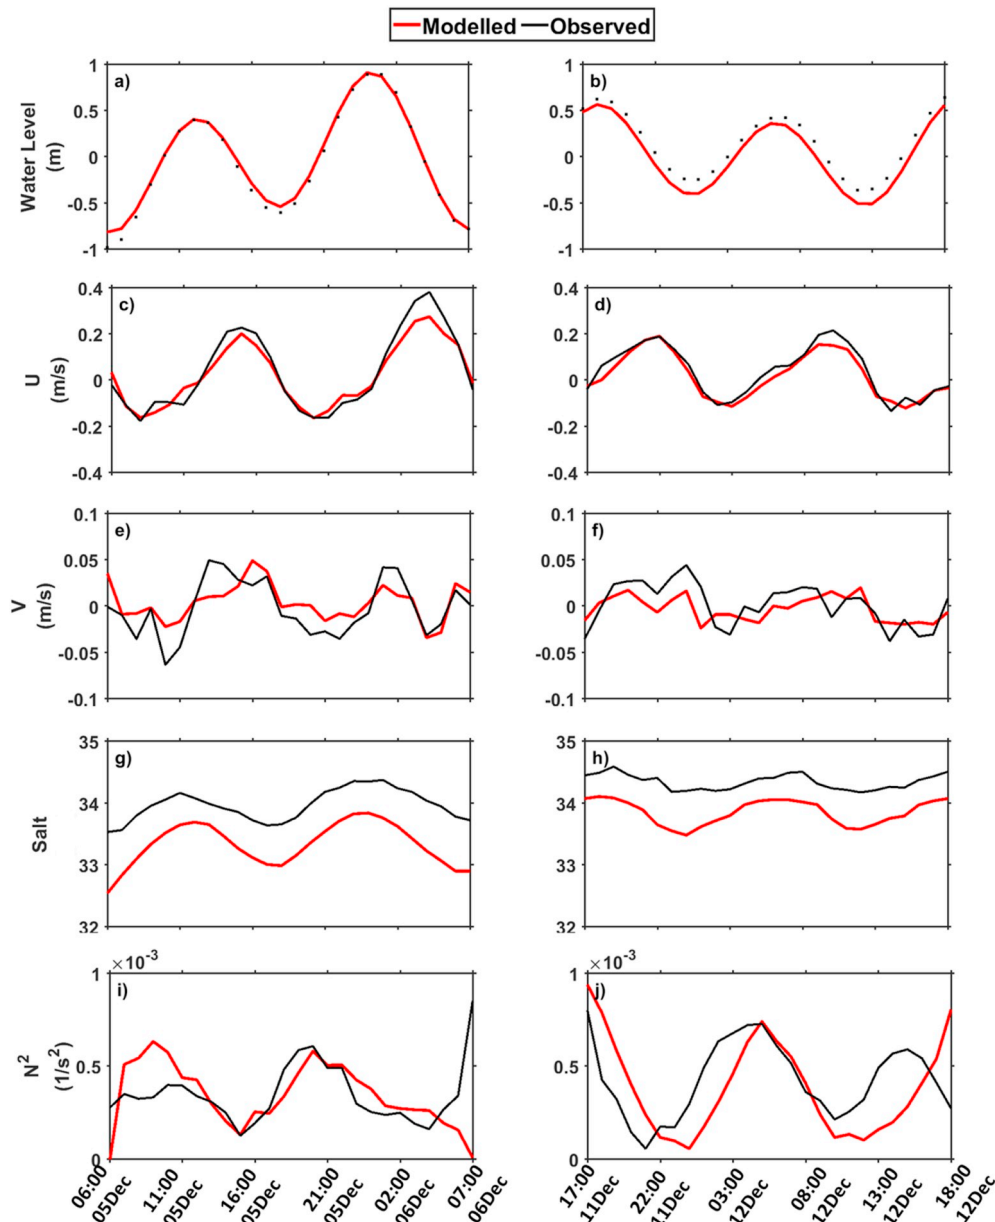 Modelled Observed
a) b)
Water Level
(m)
1
0.5
0
-0.5
-1
1
0.5
0
-0.5
-1
c) d)
U
(m/s)
0.4
0.2
0
-0.2
-0.4
0.4
0.2
0
-0.2
-0.4
e) f)
V
(m/s)
0.1
0.05
0
-0.05
-0.1
0.1
0.05
0
-0.05
-0.1
g) h)
Salt
35
34
33
32
35
34
33
32
×10^-3 ×10^-3
i) j)
N^2
(1/s^2)
1
0.5
0
1
0.5
0
06:00
05Dec
11:00
05Dec
16:00
05Dec
21:00
05Dec
02:00
06Dec
07:00
06Dec
17:00
11Dec
22:00
11Dec
03:00
12Dec
08:00
12Dec
13:00
12Dec
18:00
12Dec